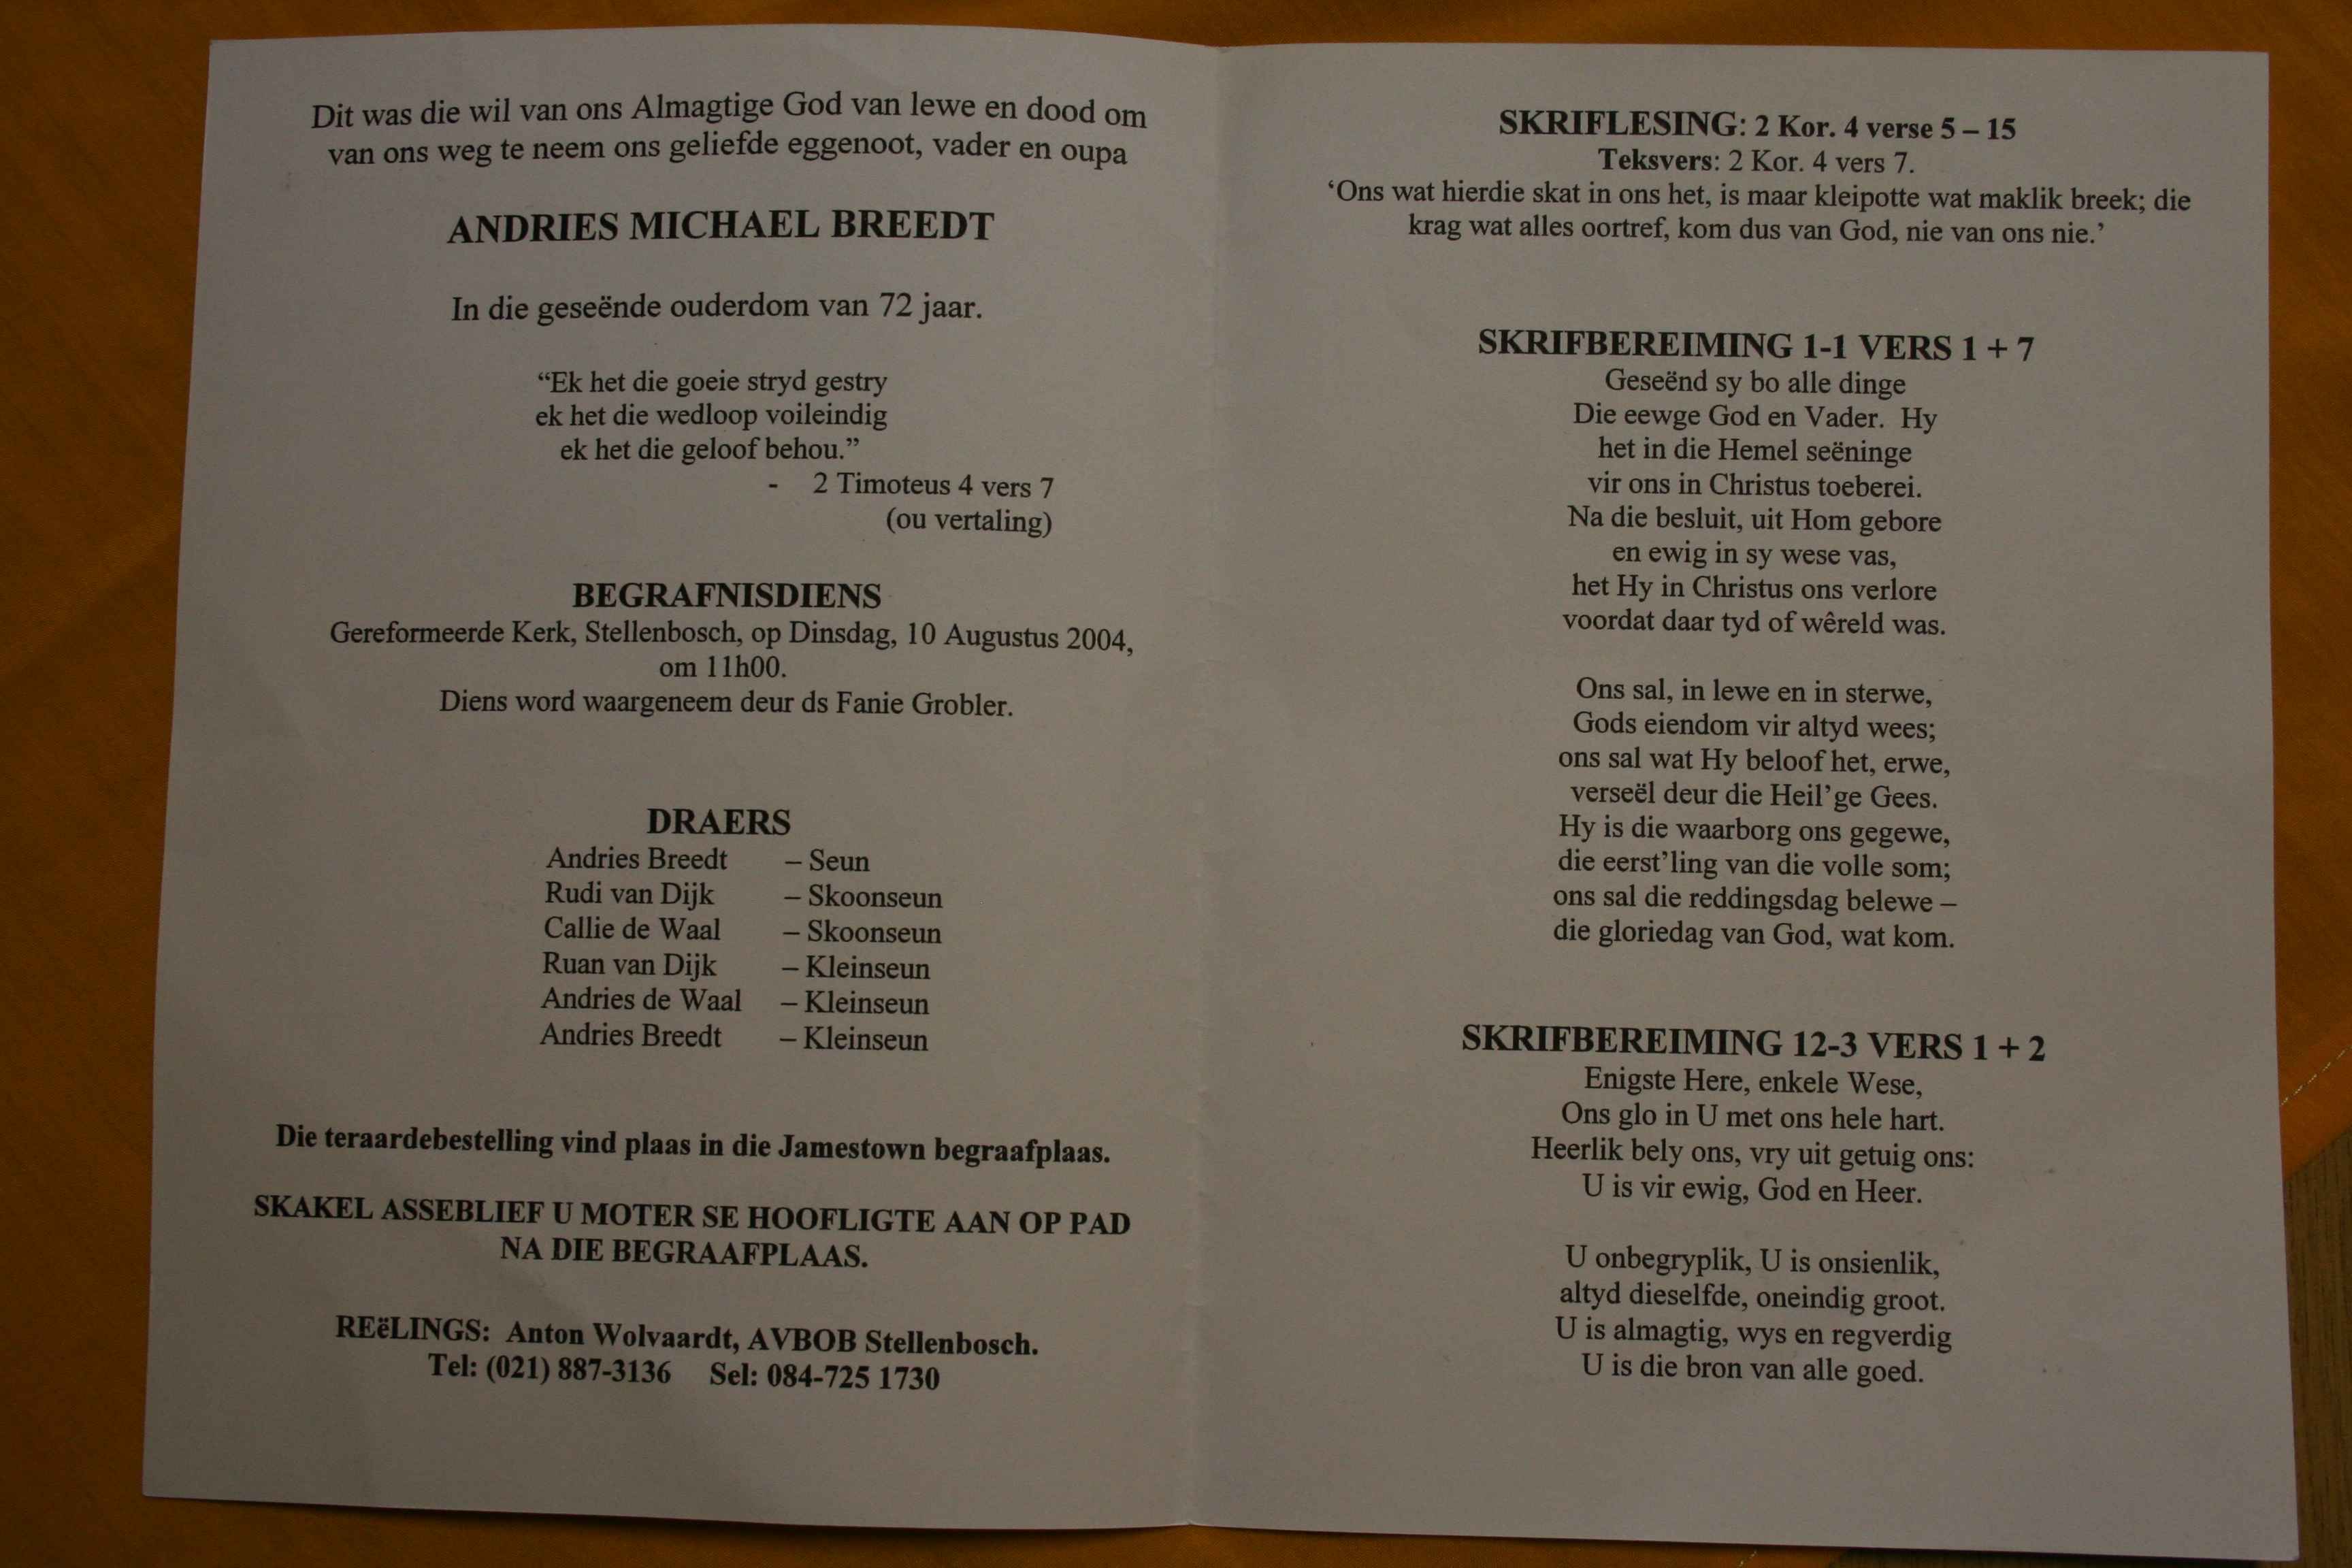 Dit was die wil van ons Almagtige God van lewe en dood om
van ons weg te neem ons geliefde eggenoot, vader en oupa
ANDRIES MICHAEL BREEDT
In die geseënde ouderdom van 72 jaar.
“Ek het die goeie stryd gestry
ek het die wedloop voileindig
ek het die geloof behou.”
- 2 Timoteus 4 vers 7
(ou vertaling)
BEGRAFNISDIENS
Gereformeerde Kerk, Stellenbosch, op Dinsdag, 10 Augustus 2004,
om 11h00.
Diens word waargeneem deur ds Fanie Grobler.
DRAERS
Andries Breedt – Seun
Rudi van Dijk – Skoonseun
Callie de Waal – Skoonseun
Ruan van Dijk – Kleinseun
Andries de Waal – Kleinseun
Andries Breedt – Kleinseun
Die teraardebestelling vind plaas in die Jamestown begraafplaas.
SKAKEL ASSEBLIEF U MOTER SE HOOFLIGTE AAN OP PAD
NA DIE BEGRAAFPLAAS.
REëLINGS: Anton Wolvaardt, AVBOB Stellenbosch.
Tel: (021) 887-3136 Sel: 084-725 1730
SKRIFLESING: 2 Kor. 4 verse 5 – 15
Teksvers: 2 Kor. 4 vers 7.
‘Ons wat hierdie skat in ons het, is maar kleipotte wat maklik breek; die
krag wat alles oortref, kom dus van God, nie van ons nie.’
SKRIFBEREIMING 1-1 VERS 1 + 7
Geseënd sy bo alle dinge
Die eewge God en Vader. Hy
het in die Hemel seëninge
vir ons in Christus toeberei.
Na die besluit, uit Hom gebore
en ewig in sy wese vas,
het Hy in Christus ons verlore
voordat daar tyd of wêreld was.
Ons sal, in lewe en in sterwe,
Gods eiendom vir altyd wees;
ons sal wat Hy beloof het, erwe,
verseël deur die Heil’ge Gees.
Hy is die waarborg ons gegewe,
die eerst’ling van die volle som;
ons sal die reddingsdag belewe –
die gloriedag van God, wat kom.
SKRIFBEREIMING 12-3 VERS 1 + 2
Enigste Here, enkele Wese,
Ons glo in U met ons hele hart.
Heerlik bely ons, vry uit getuig ons:
U is vir ewig, God en Heer.
U onbegryplik, U is onsienlik,
altyd dieselfde, oneindig groot.
U is almagtig, wys en regverdig
U is die bron van alle goed.